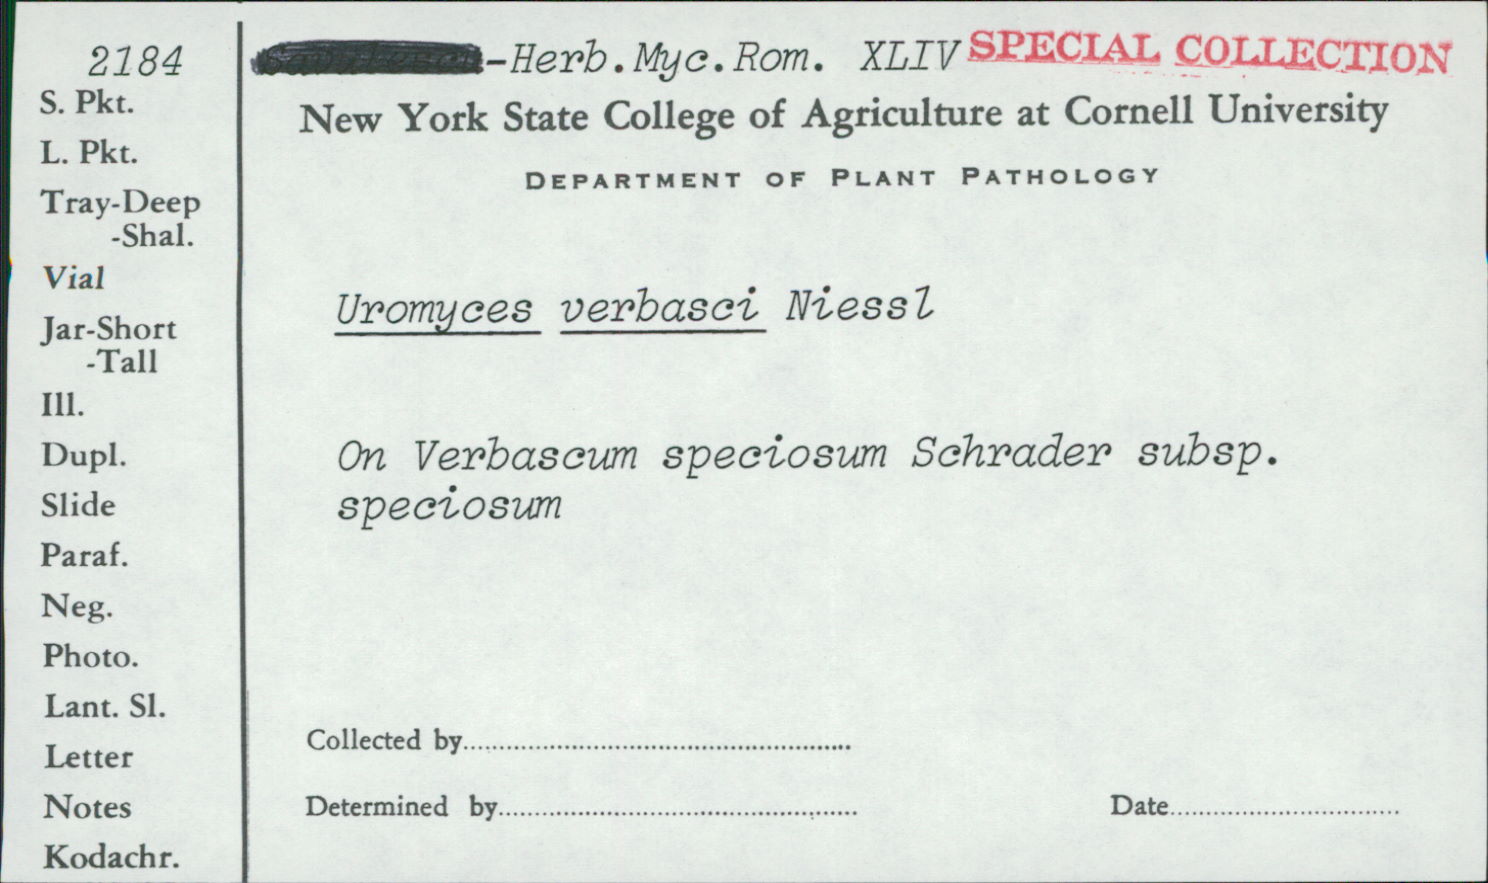 2184
S. Pkt.
L. Pkt.
Tray-Deep
-Shal.
Vial
Jar-Short
-Tall
Ill.
Dupl.
Slide
Paraf.
Neg.
Photo.
Lant. Sl.
Letter
Notes
Kodachr.
-Herb.Myc.Rom. XLIV SPECIAL COLLECTION
New York State College of Agriculture at Cornell University
DEPARTMENT OF PLANT PATHOLOGY
Uromyces verbasci Niessl
On Verbascum speciosum Schrader subsp.
speciosum
Collected by
Determined by Date